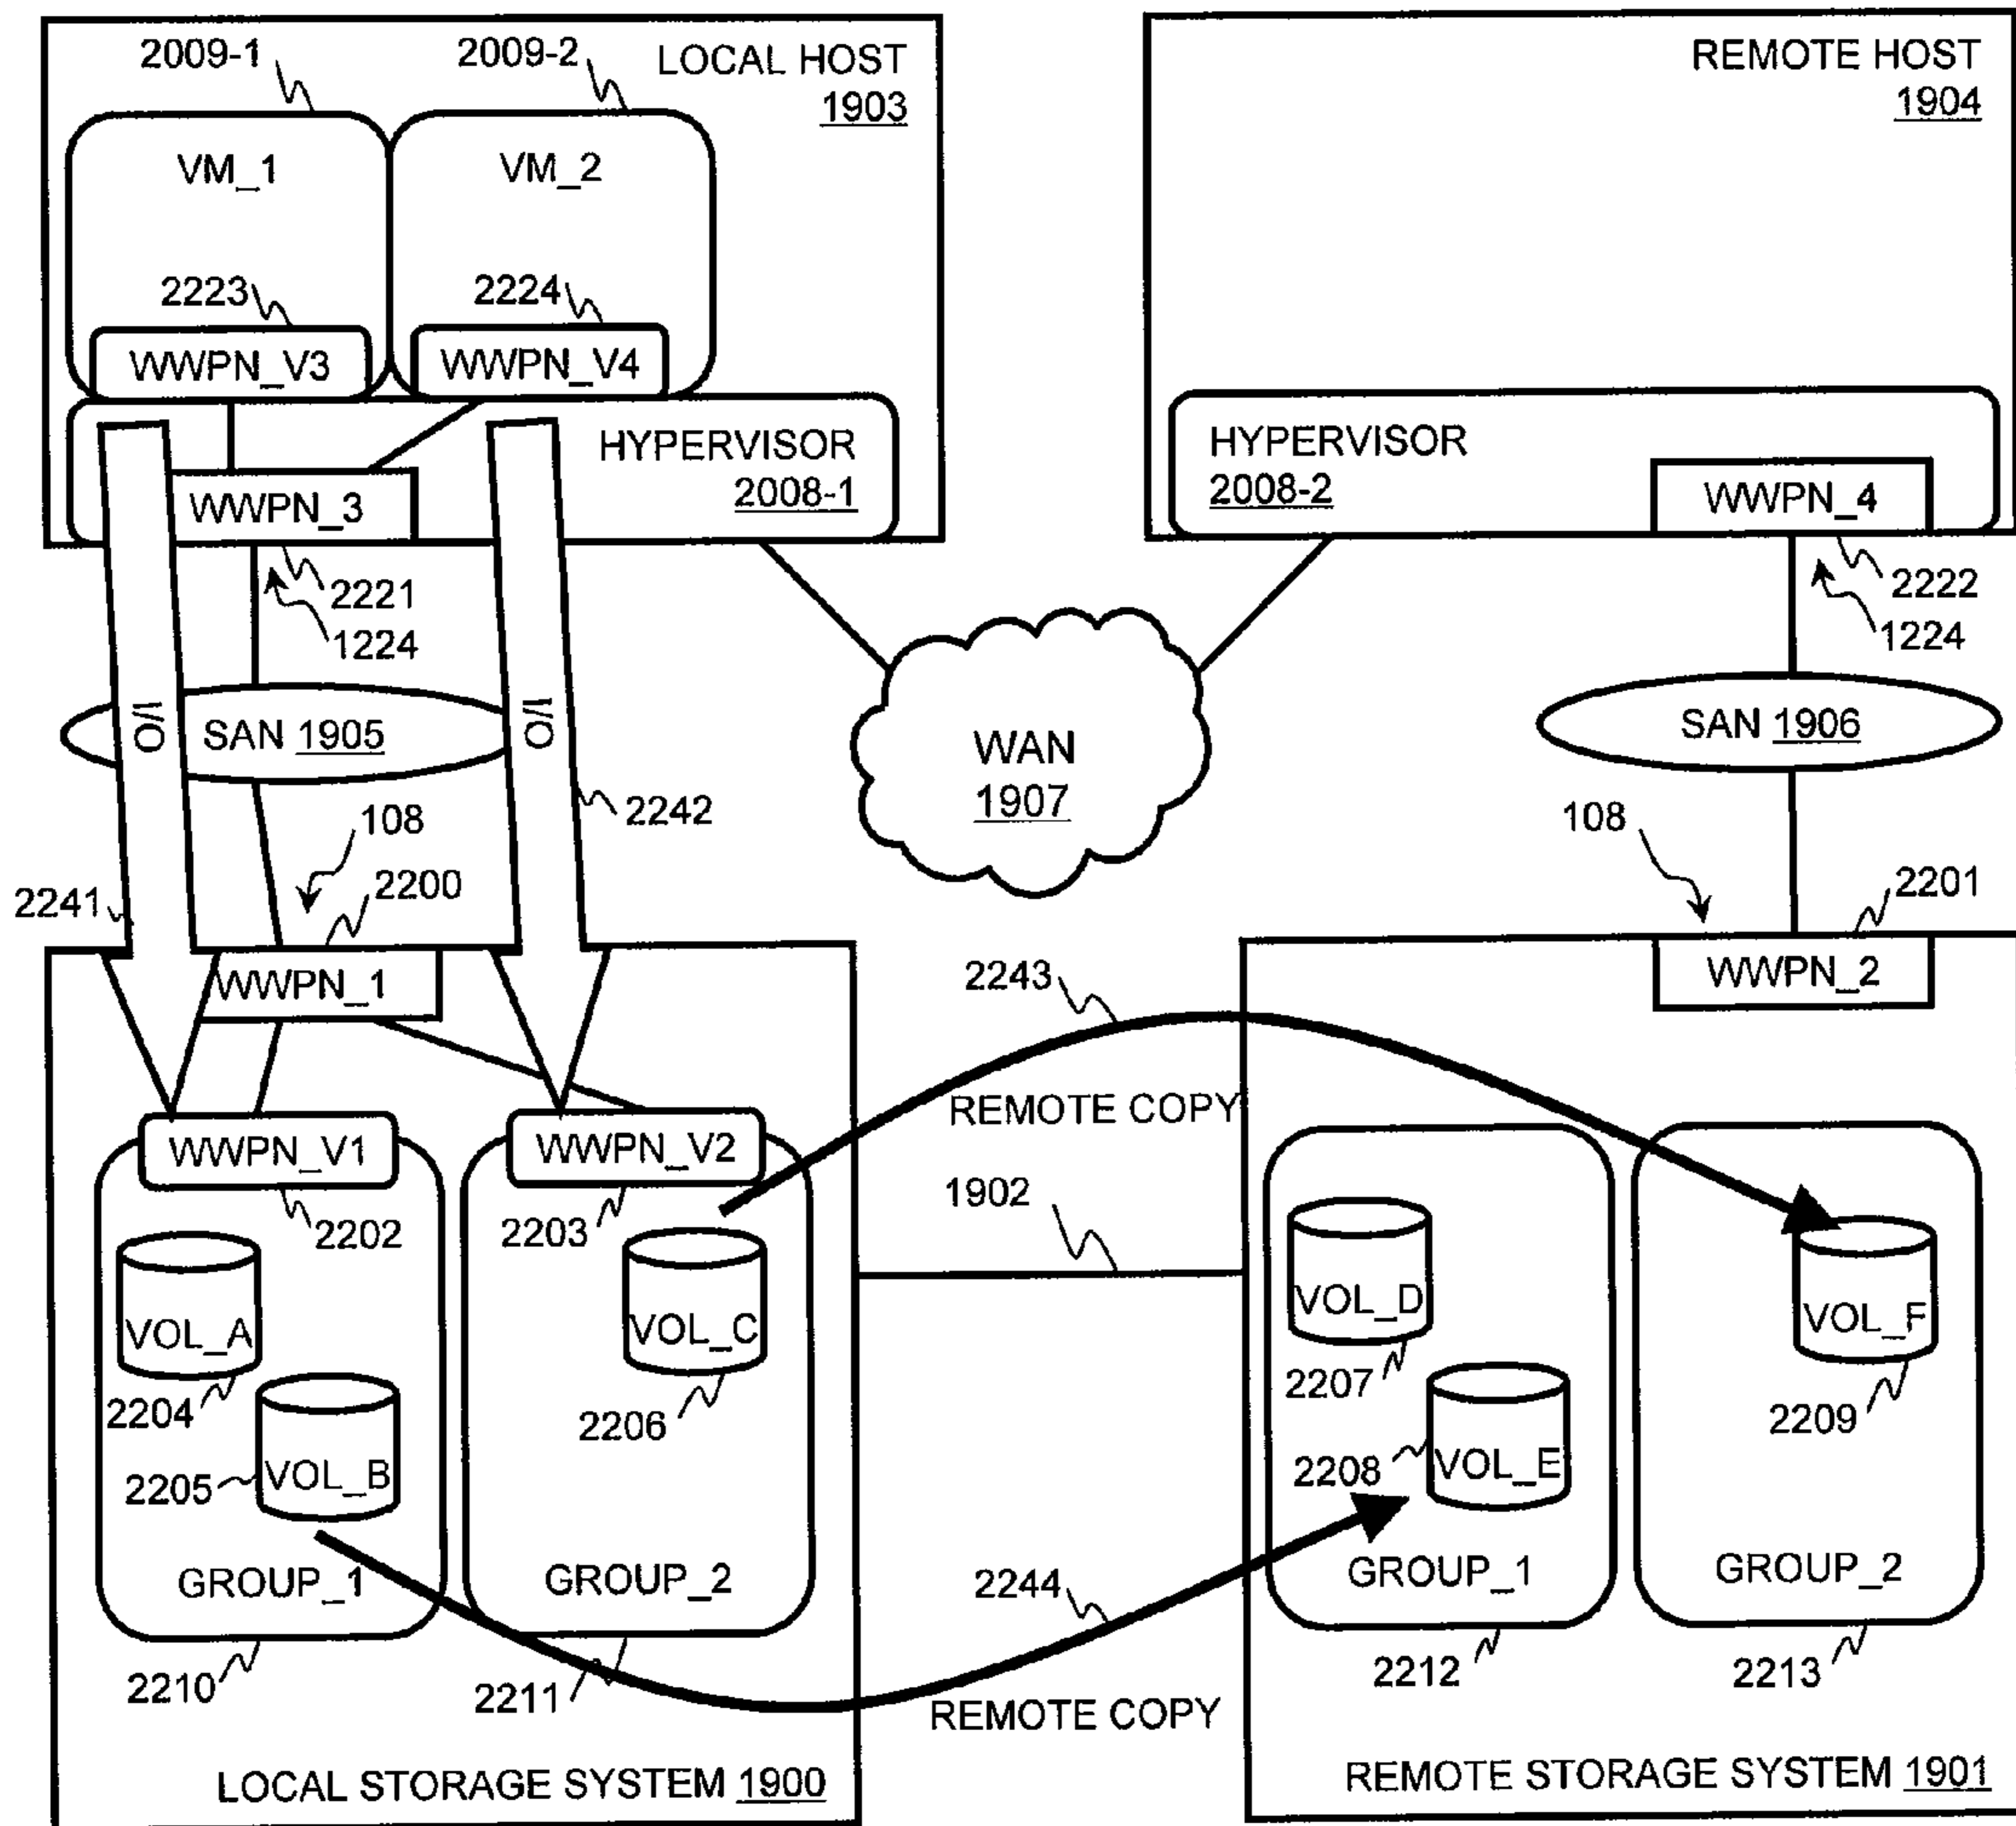 2009-1
2009-2
LOCAL HOST
1903
VM_1
VM_2
2223
2224
WWPN_V3
WWPN_V4
HYPERVISOR
2008-1
WWPN_3
2221
1224
REMOTE HOST
1904
HYPERVISOR
2008-2
WWPN_4
2222
1224
I/O
SAN 1905
I/O
WAN
1907
SAN 1906
2242
108
2200
2241
108
2201
WWPN_1
WWPN_2
2243
REMOTE COPY
WWPN_V1
WWPN_V2
2202
2203
1902
VOL_A
2204
VOL_B
2205
VOL_C
2206
VOL_D
2207
VOL_E
2208
VOL_F
2209
GROUP_1
GROUP_2
GROUP_1
GROUP_2
2244
2210
2211
2212
2213
REMOTE COPY
LOCAL STORAGE SYSTEM 1900
REMOTE STORAGE SYSTEM 1901